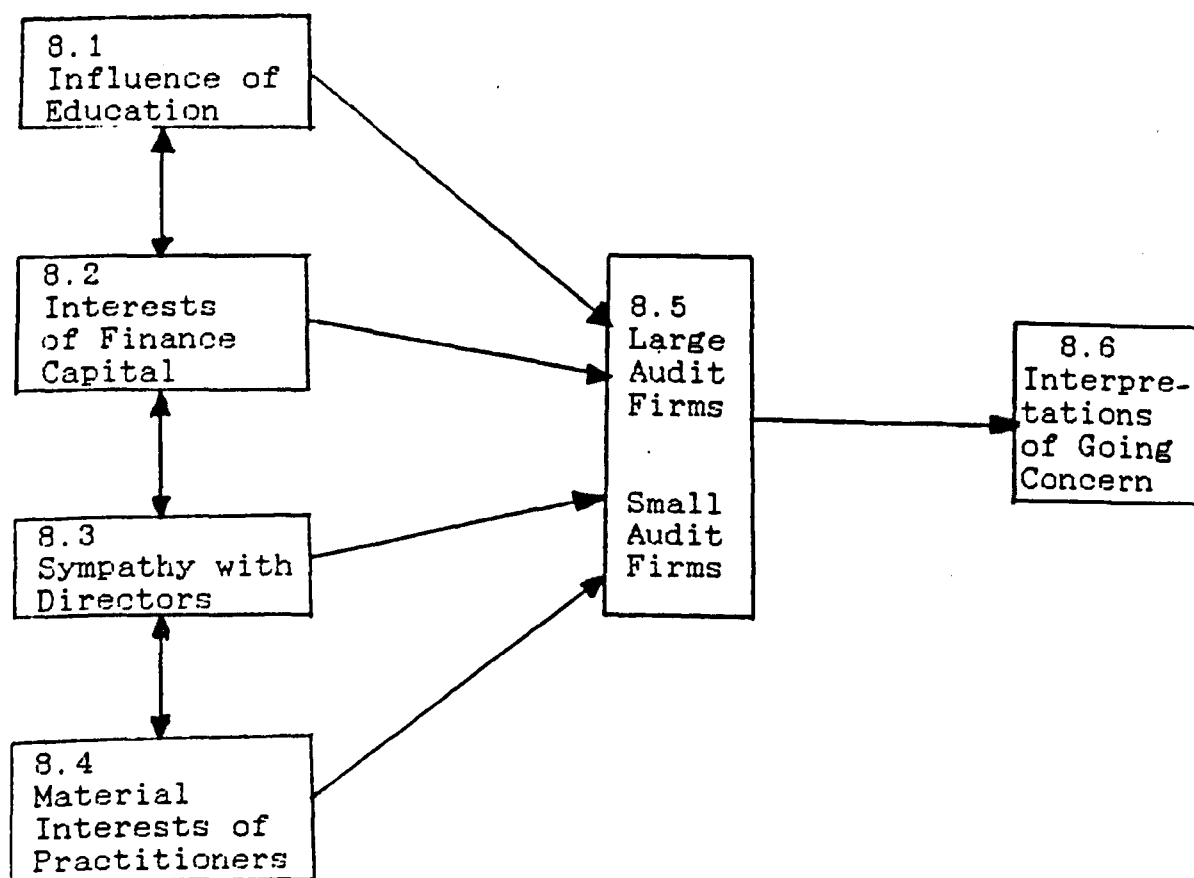 8.1
Influence of
Education
8.2
Interests
of Finance
Capital
8.3
Sympathy with
Directors
8.4
Material
Interests of
Practitioners
8.5
Large
Audit
Firms
Small
Audit
Firms
8.6
Interpre-
tations
of Going
Concern